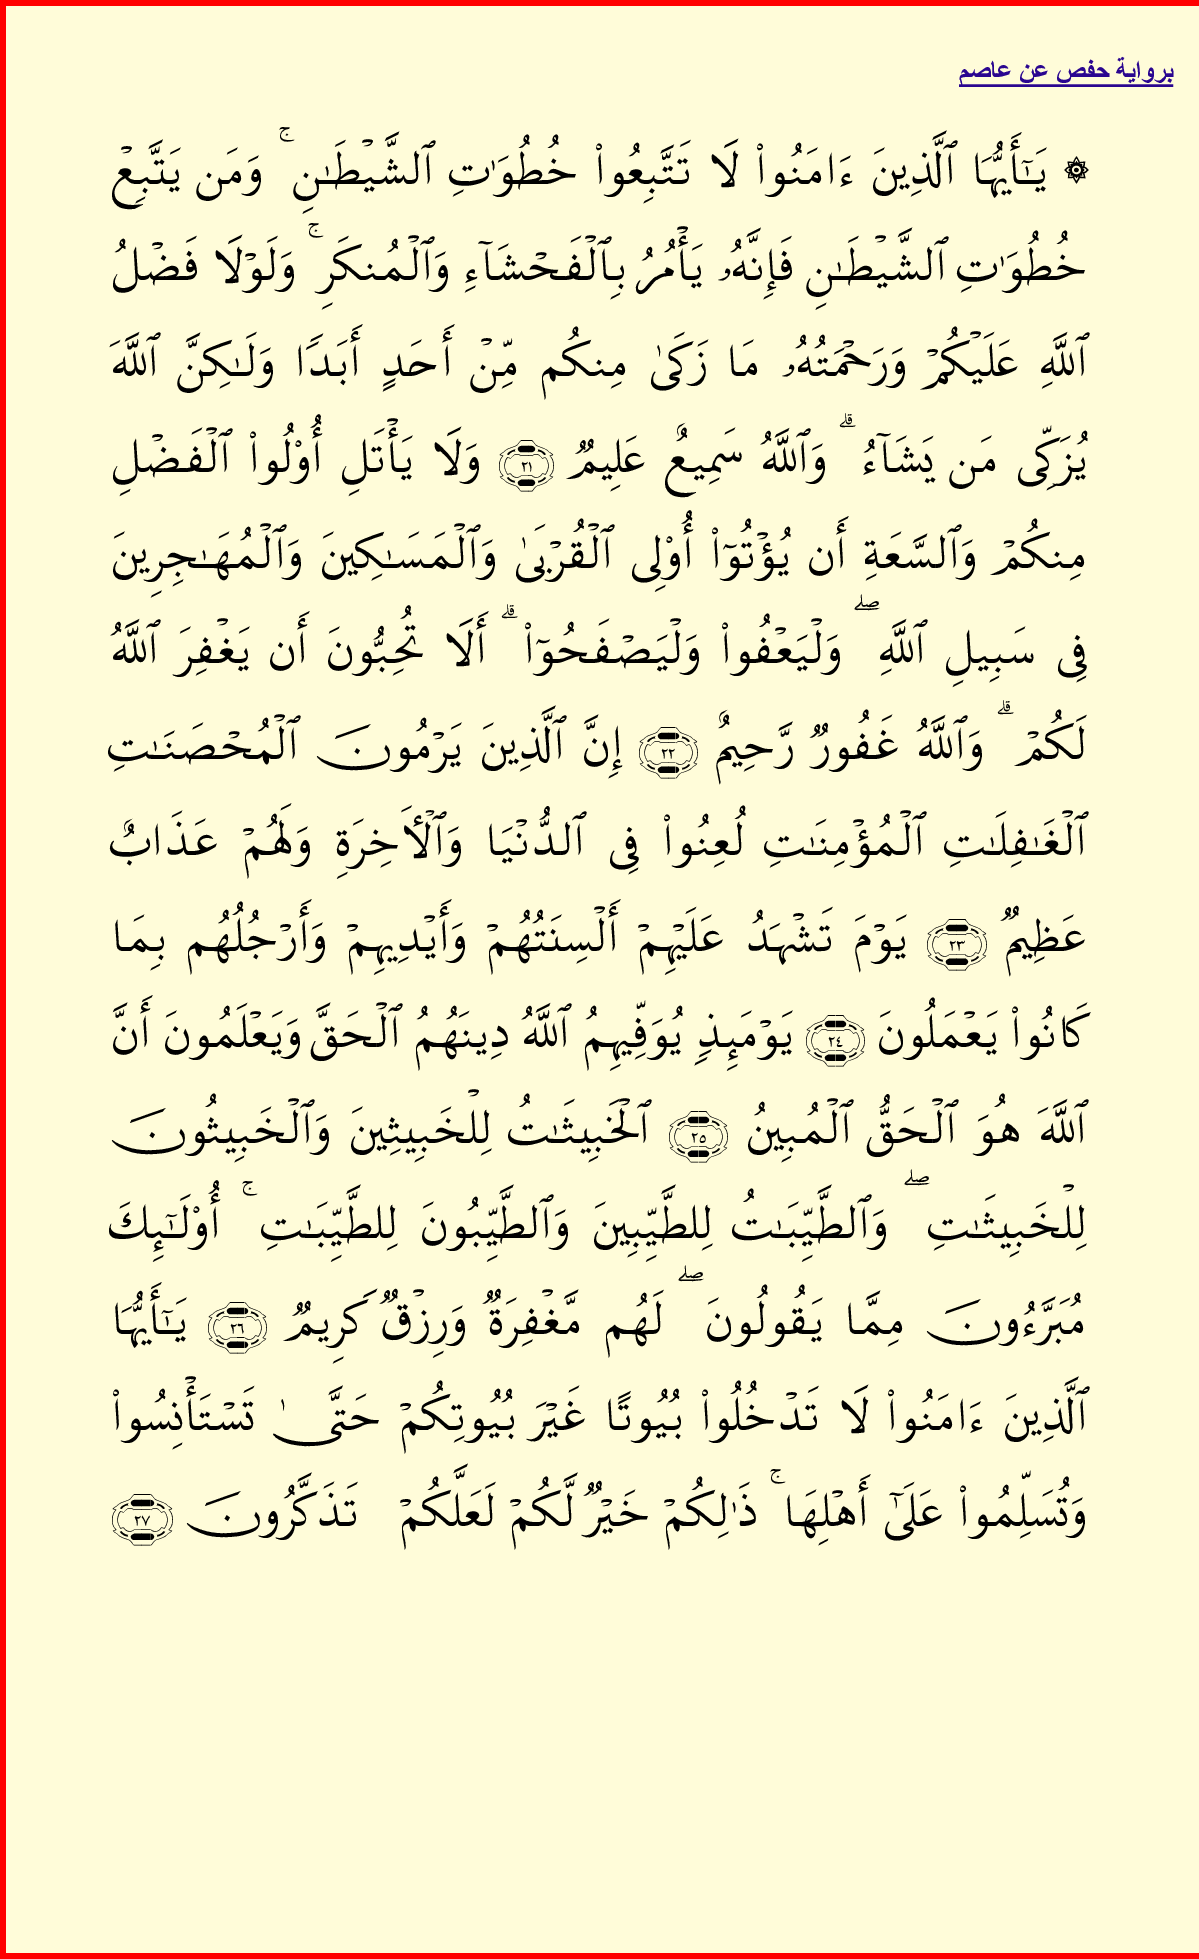 برواية حفص عن عاصم
۞ يَـٰٓأَيُّهَا ٱلَّذِينَ ءَامَنُوا۟ لَا تَتَّبِعُوا۟ خُطُوَٰتِ ٱلشَّيْطَـٰنِ ۚ وَمَن يَتَّبِعْ
خُطُوَٰتِ ٱلشَّيْطَـٰنِ فَإِنَّهُۥ يَأْمُرُ بِٱلْفَحْشَآءِ وَٱلْمُنكَرِ ۚ وَلَوْلَا فَضْلُ
ٱللَّهِ عَلَيْكُمْ وَرَحْمَتُهُۥ مَا زَكَىٰ مِنكُم مِّنْ أَحَدٍ أَبَدًا وَلَـٰكِنَّ ٱللَّهَ
يُزَكِّى مَن يَشَآءُ ۗ وَٱللَّهُ سَمِيعٌ عَلِيمٌ ٢١ وَلَا يَأْتَلِ أُو۟لُوا۟ ٱلْفَضْلِ
مِنكُمْ وَٱلسَّعَةِ أَن يُؤْتُوٓا۟ أُو۟لِى ٱلْقُرْبَىٰ وَٱلْمَسَـٰكِينَ وَٱلْمُهَـٰجِرِينَ
فِى سَبِيلِ ٱللَّهِ ۖ وَلْيَعْفُوا۟ وَلْيَصْفَحُوٓا۟ ۗ أَلَا تُحِبُّونَ أَن يَغْفِرَ ٱللَّهُ
لَكُمْ ۗ وَٱللَّهُ غَفُورٌ رَّحِيمٌ ٢٢ إِنَّ ٱلَّذِينَ يَرْمُونَ ٱلْمُحْصَنَـٰتِ
ٱلْغَـٰفِلَـٰتِ ٱلْمُؤْمِنَـٰتِ لُعِنُوا۟ فِى ٱلدُّنْيَا وَٱلْـَٔاخِرَةِ وَلَهُمْ عَذَابٌ
عَظِيمٌ ٢٣ يَوْمَ تَشْهَدُ عَلَيْهِمْ أَلْسِنَتُهُمْ وَأَيْدِيهِمْ وَأَرْجُلُهُم بِمَا
كَانُوا۟ يَعْمَلُونَ ٢٤ يَوْمَئِذٍ يُوَفِّيهِمُ ٱللَّهُ دِينَهُمُ ٱلْحَقَّ وَيَعْلَمُونَ أَنَّ
ٱللَّهَ هُوَ ٱلْحَقُّ ٱلْمُبِينُ ٢٥ ٱلْخَبِيثَـٰتُ لِلْخَبِيثِينَ وَٱلْخَبِيثُونَ
لِلْخَبِيثَـٰتِ ۖ وَٱلطَّيِّبَـٰتُ لِلطَّيِّبِينَ وَٱلطَّيِّبُونَ لِلطَّيِّبَـٰتِ ۚ أُو۟لَـٰٓئِكَ
مُبَرَّءُونَ مِمَّا يَقُولُونَ ۖ لَهُم مَّغْفِرَةٌ وَرِزْقٌ كَرِيمٌ ٢٦ يَـٰٓأَيُّهَا
ٱلَّذِينَ ءَامَنُوا۟ لَا تَدْخُلُوا۟ بُيُوتًا غَيْرَ بُيُوتِكُمْ حَتَّىٰ تَسْتَأْنِسُوا۟
وَتُسَلِّمُوا۟ عَلَىٰٓ أَهْلِهَا ۚ ذَٰلِكُمْ خَيْرٌ لَّكُمْ لَعَلَّكُمْ تَذَكَّرُونَ ٢٧